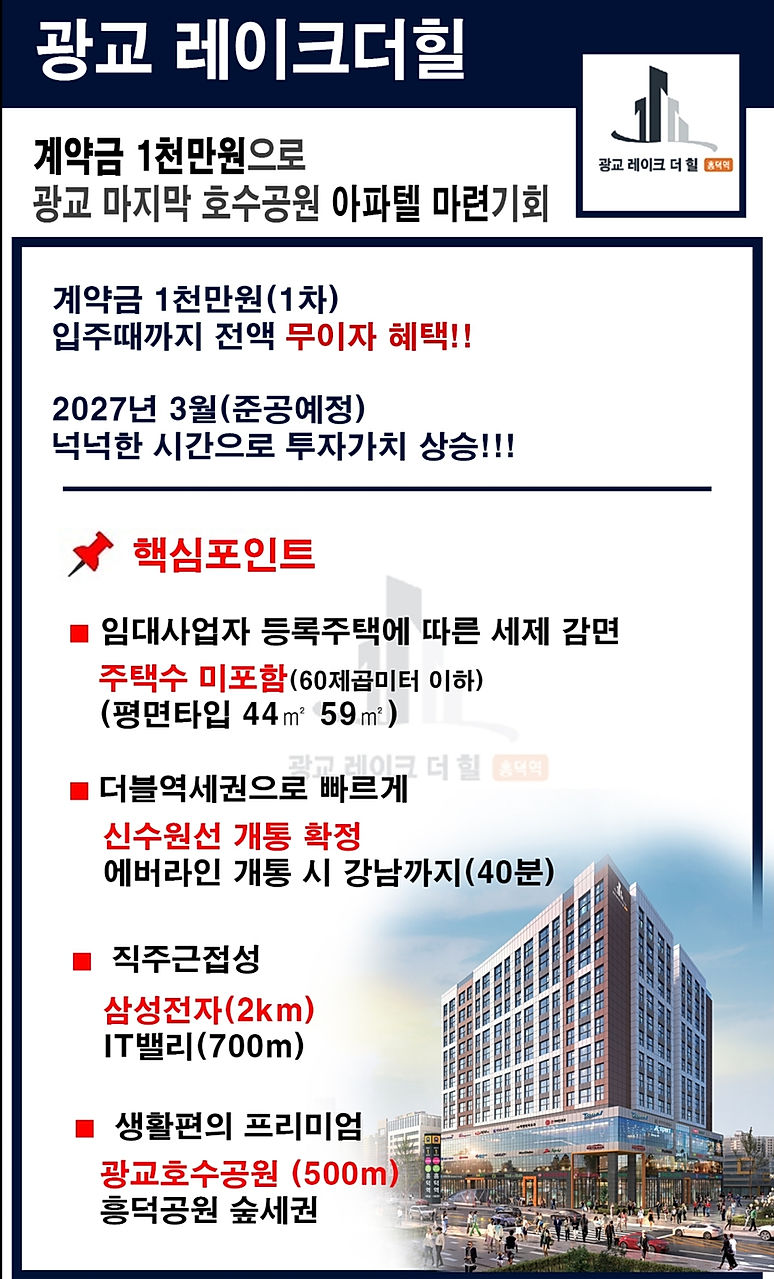 광교 레이크더힐
광교 레이크 더 힐 흥덕역
계약금 1천만원으로
광교 마지막 호수공원 아파텔 마련기회
계약금 1천만원(1차)
입주때까지 전액 무이자 혜택!!
2027년 3월(준공예정)
넉넉한 시간으로 투자가치 상승!!!
핵심포인트
■ 임대사업자 등록주택에 따른 세제 감면
주택수 미포함(60제곱미터 이하)
(평면타입 44㎡ 59㎡)
광교 레이크 더 힐 흥덕역
■ 더블역세권으로 빠르게
신수원선 개통 확정
에버라인 개통 시 강남까지(40분)
■ 직주근접성
삼성전자(2km)
IT밸리(700m)
■ 생활편의 프리미엄
광교호수공원 (500m)
흥덕공원 숲세권
흥덕역